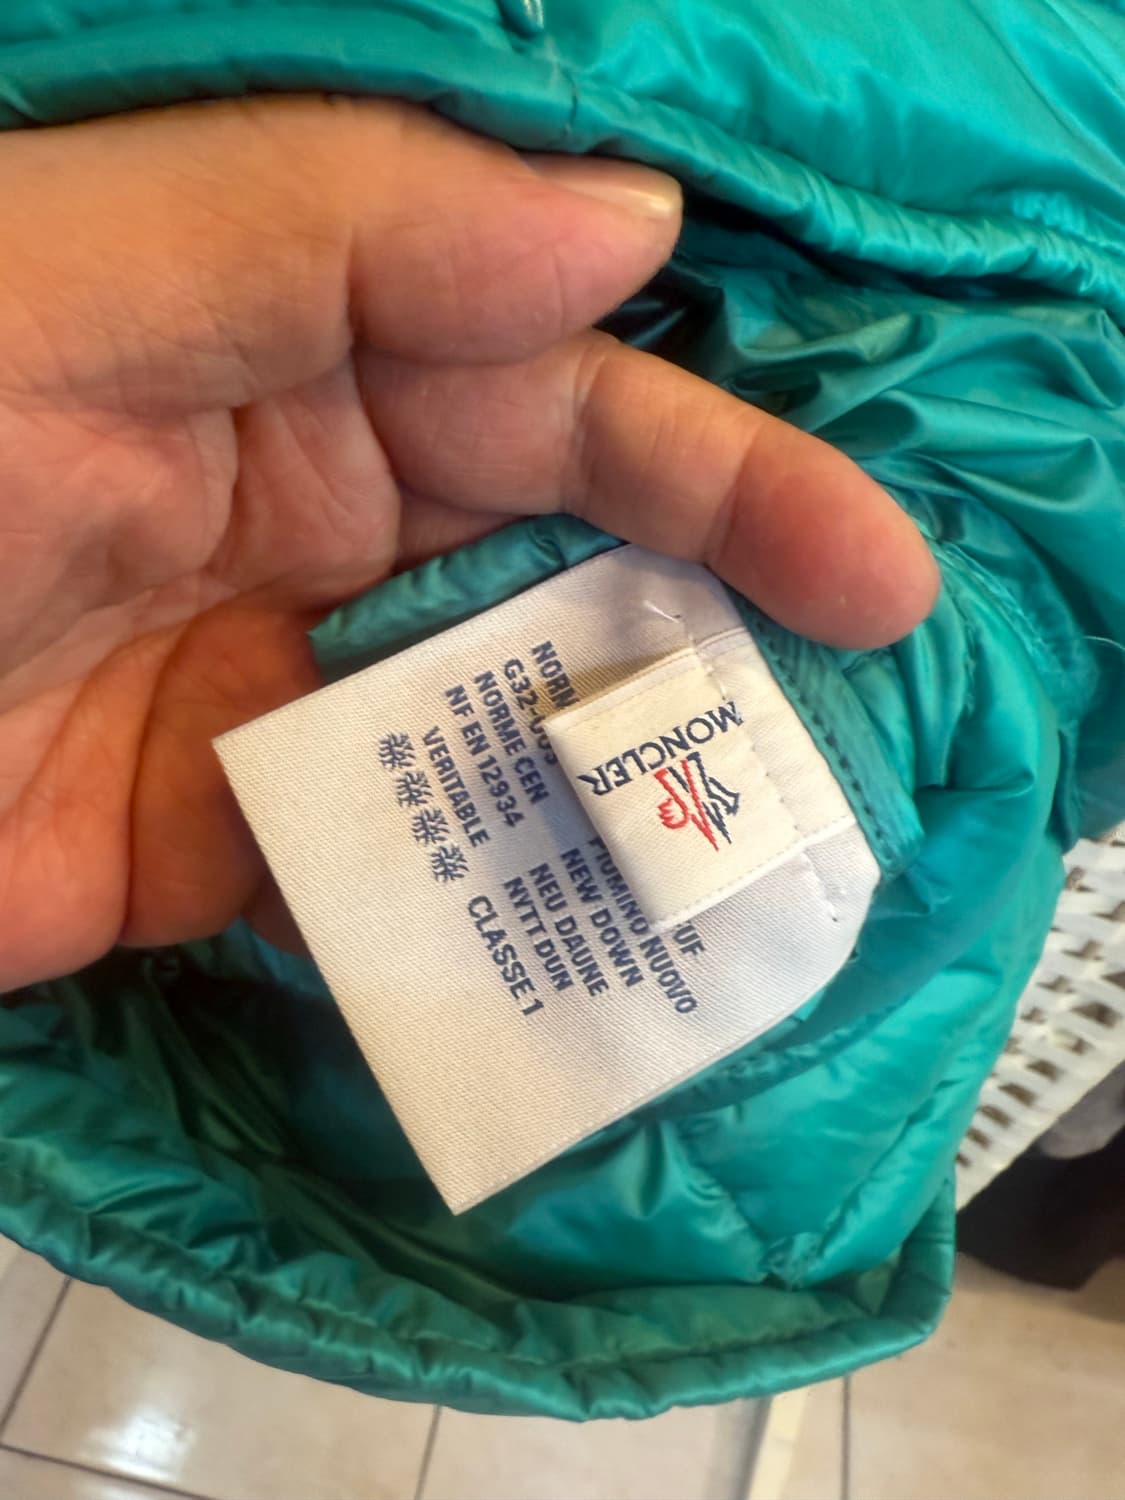 MONCLER
NORM
G32-003
NORME CEN
NF EN 12934
VERITABLE
CLASSE 1
NYTT DUN
NEU DAUNE
NEW DOWN
PIUMINO NUOVO